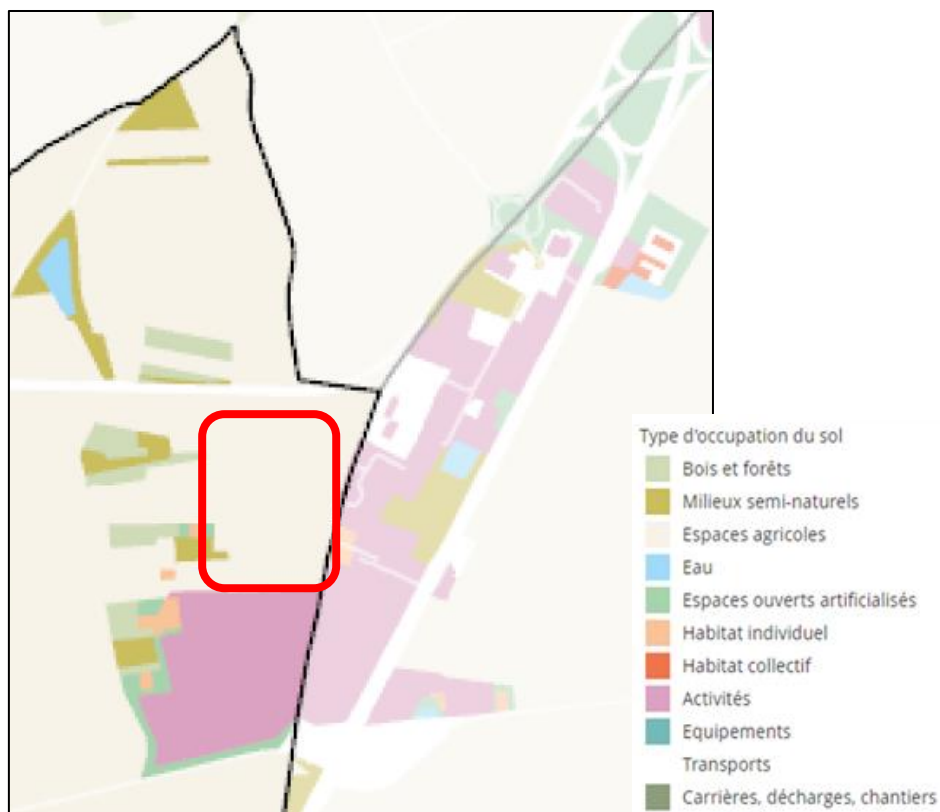 Type d'occupation du sol
Bois et forêts
Milieux semi-naturels
Espaces agricoles
Eau
Espaces ouverts artificialisés
Habitat individuel
Habitat collectif
Activités
Equipements
Transports
Carrières, décharges, chantiers